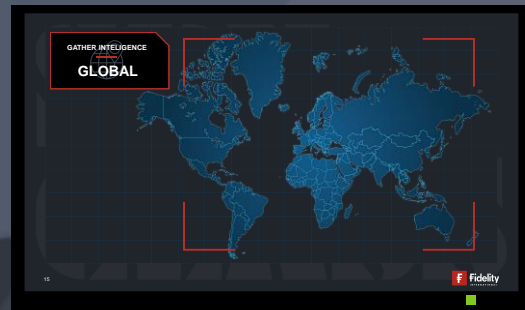 GATHER INTELIGENCE
GLOBAL
15
Fidelity
INTERNATIONAL